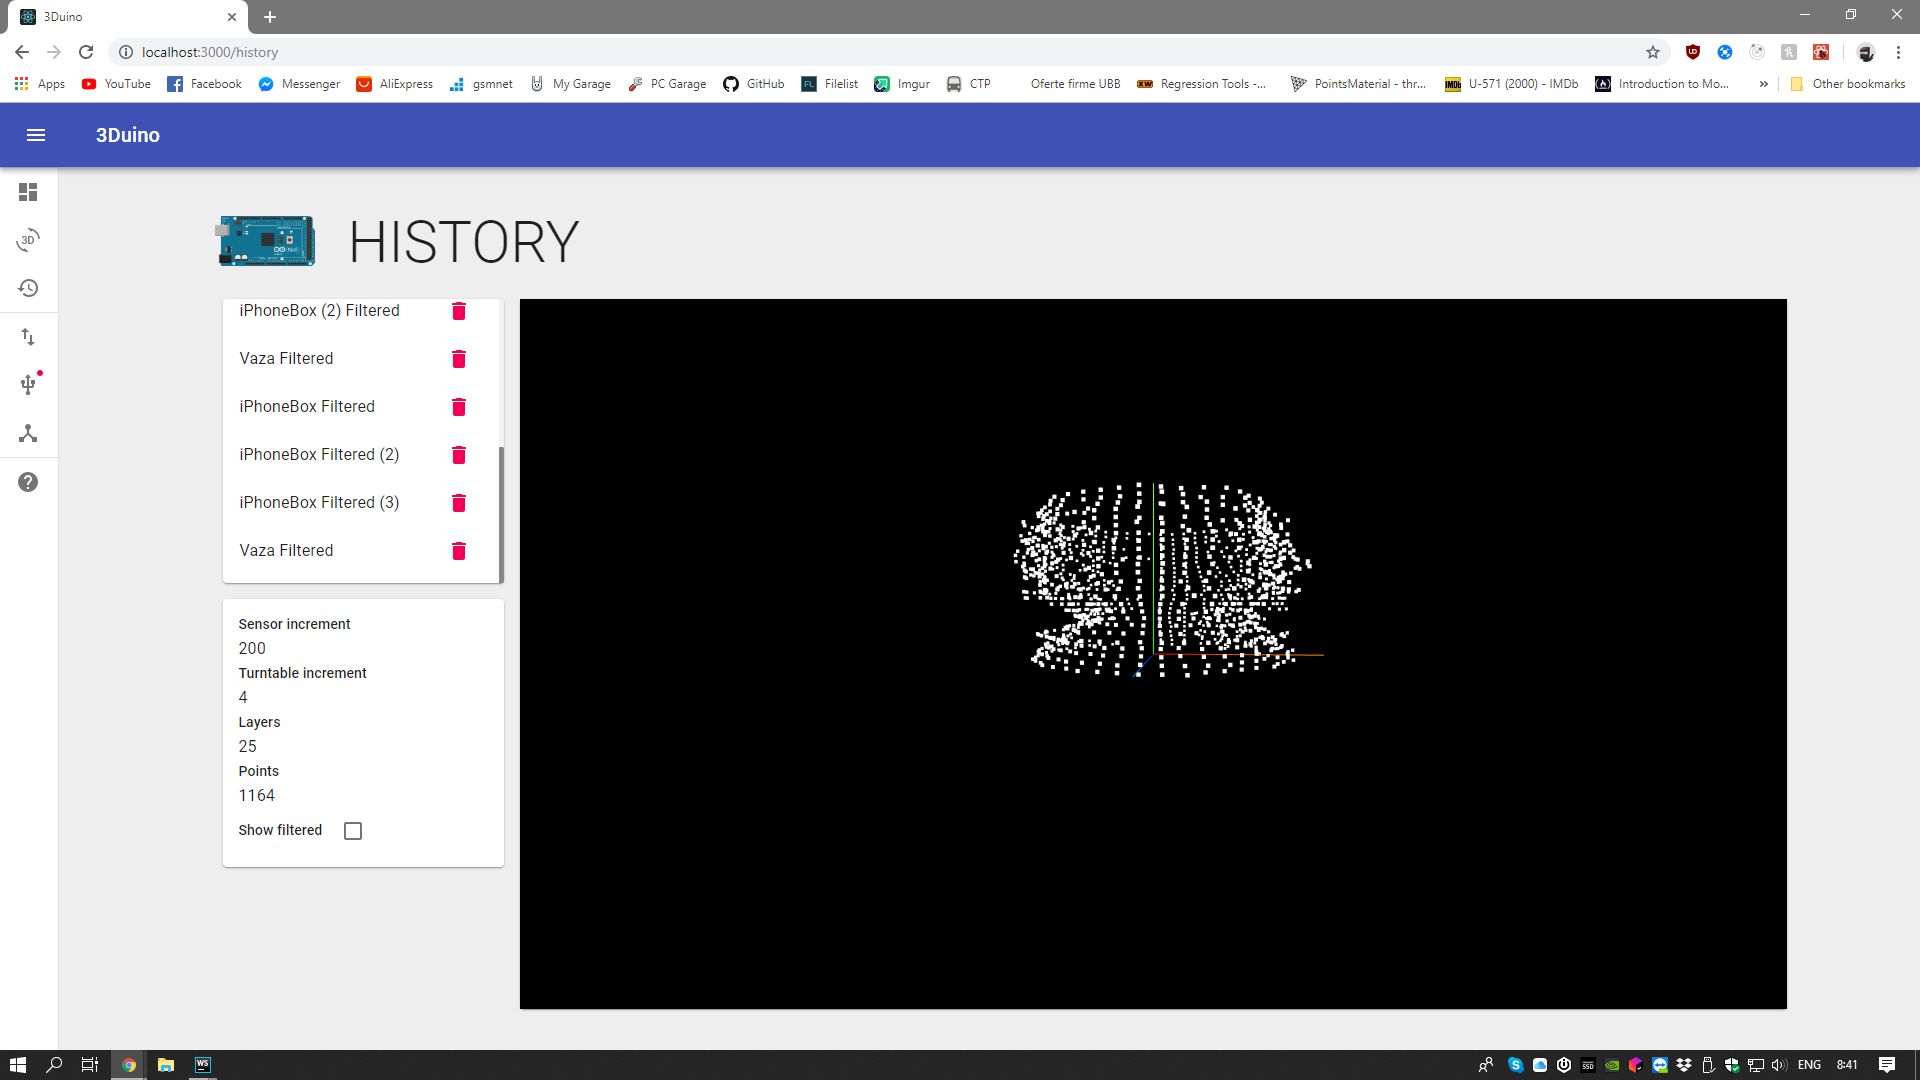 3Duino
localhost:3000/history
Apps YouTube Facebook Messenger AliExpress gsmnet My Garage PC Garage GitHub Filelist Imgur CTP Oferte firme UBB Regression Tools -... PointsMaterial - thr... U-571 (2000) - IMDb Introduction to Mo... » Other bookmarks
3Duino
3D
HISTORY
iPhoneBox (2) Filtered
Vaza Filtered
iPhoneBox Filtered
iPhoneBox Filtered (2)
iPhoneBox Filtered (3)
Vaza Filtered
Sensor increment
200
Turntable increment
4
Layers
25
Points
1164
Show filtered
WS
SSD
ENG 8:41